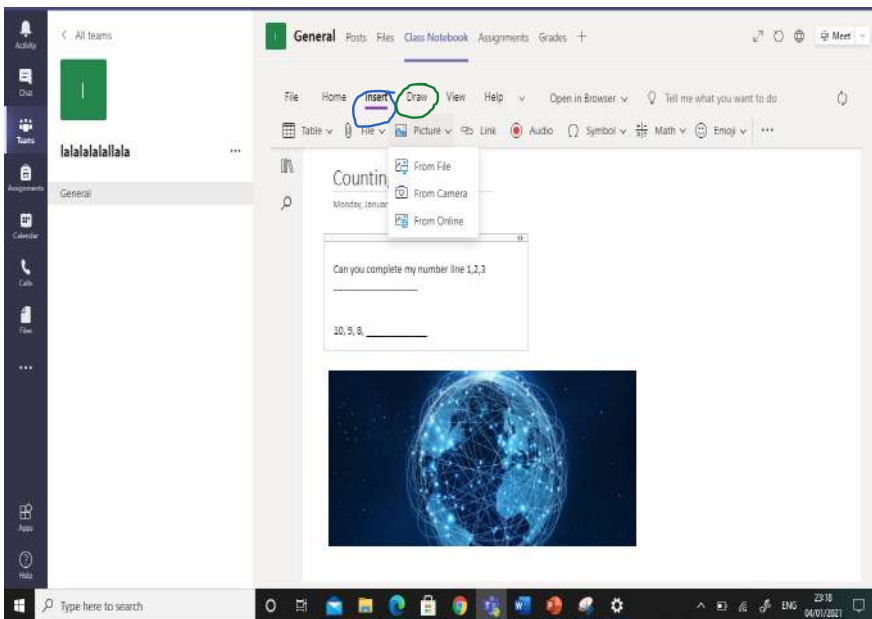 Activity
Chat
Teams
Assignments
Calendar
Calls
Files
Apps
Help
All teams
I
lalalalalallala
General
I
General Posts Files Class Notebook Assignments Grades +
Meet
File Home Insert Draw View Help Open in Browser Tell me what you want to do
Table File Picture Link Audio Symbol Math Emoji
From File
From Camera
From Online
Monday,
Can you complete my number line 1,2,3
10, 9, 8,
Type here to search
ENG
23:18
04/01/2021